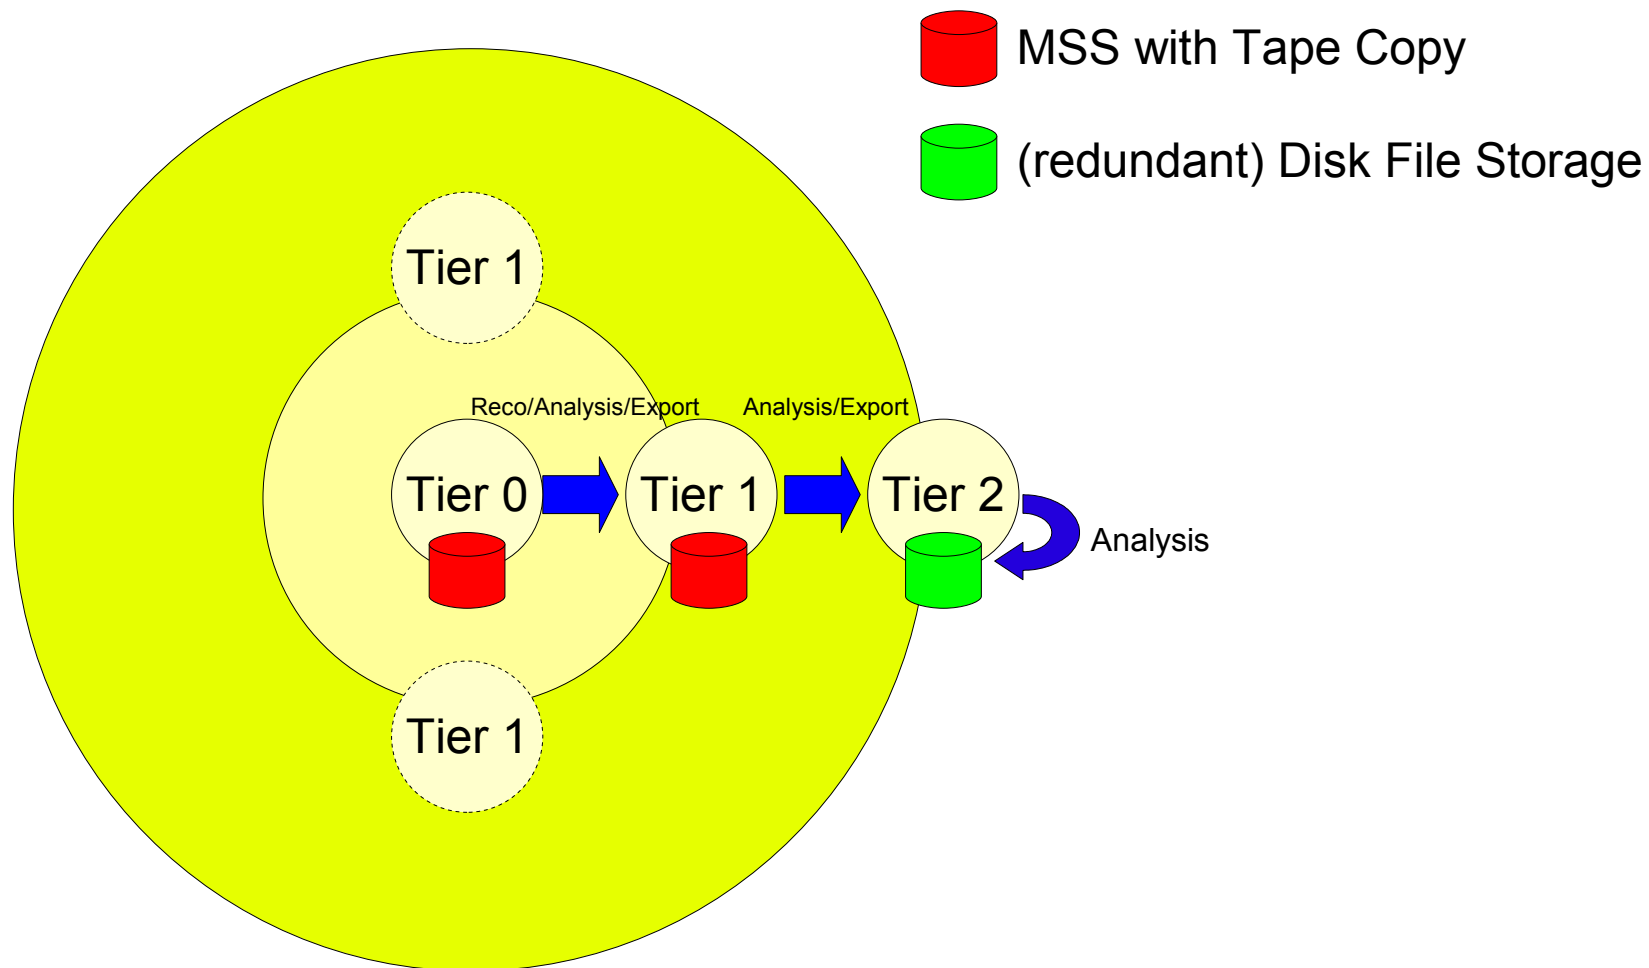 MSS with Tape Copy
(redundant) Disk File Storage
Tier 1
Reco/Analysis/Export
Analysis/Export
Tier 0
Tier 1
Tier 2
Analysis
Tier 1